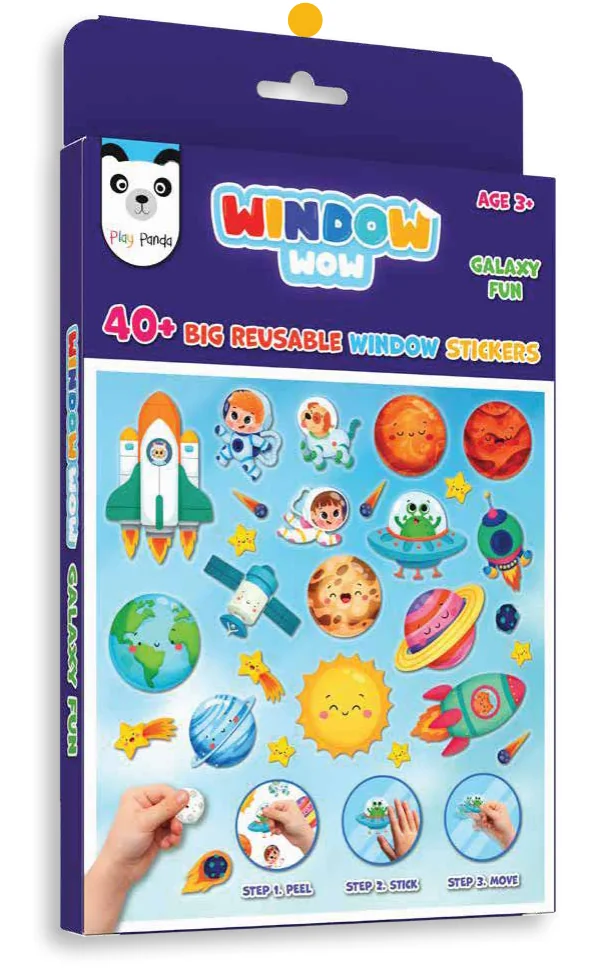 Play Panda
WINDOW
WOW
AGE 3+
GALAXY
FUN
40+ BIG REUSABLE WINDOW STICKERS
WINDOW WOW GALAXY FUN
STEP 1. PEEL
STEP 2. STICK
STEP 3. MOVE